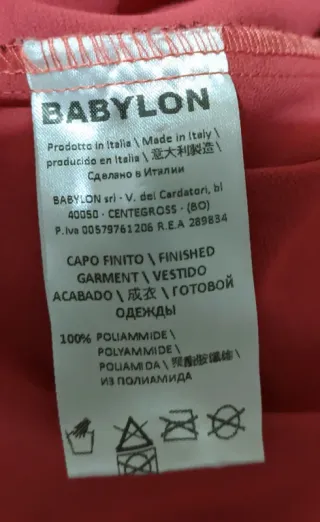 BABYLON
Prodotto in Italia \ Made in Italy \
producido en Italia \ 意大利製造 \
Сделано в Италии
BABYLON srl - V. dei Cardatori, bl
40050 - CENTEGROSS - (BO)
P.Iva 00579761206 R.E.A 289834
CAPO FINITO \ FINISHED
GARMENT \ VESTIDO
ACABADO \ 成衣 \ ГОТОВОЙ
ОДЕЖДЫ
100% POLIAMMIDE \
POLYAMMIDE \
POLIAMIDA \
ИЗ ПОЛИАМИДА